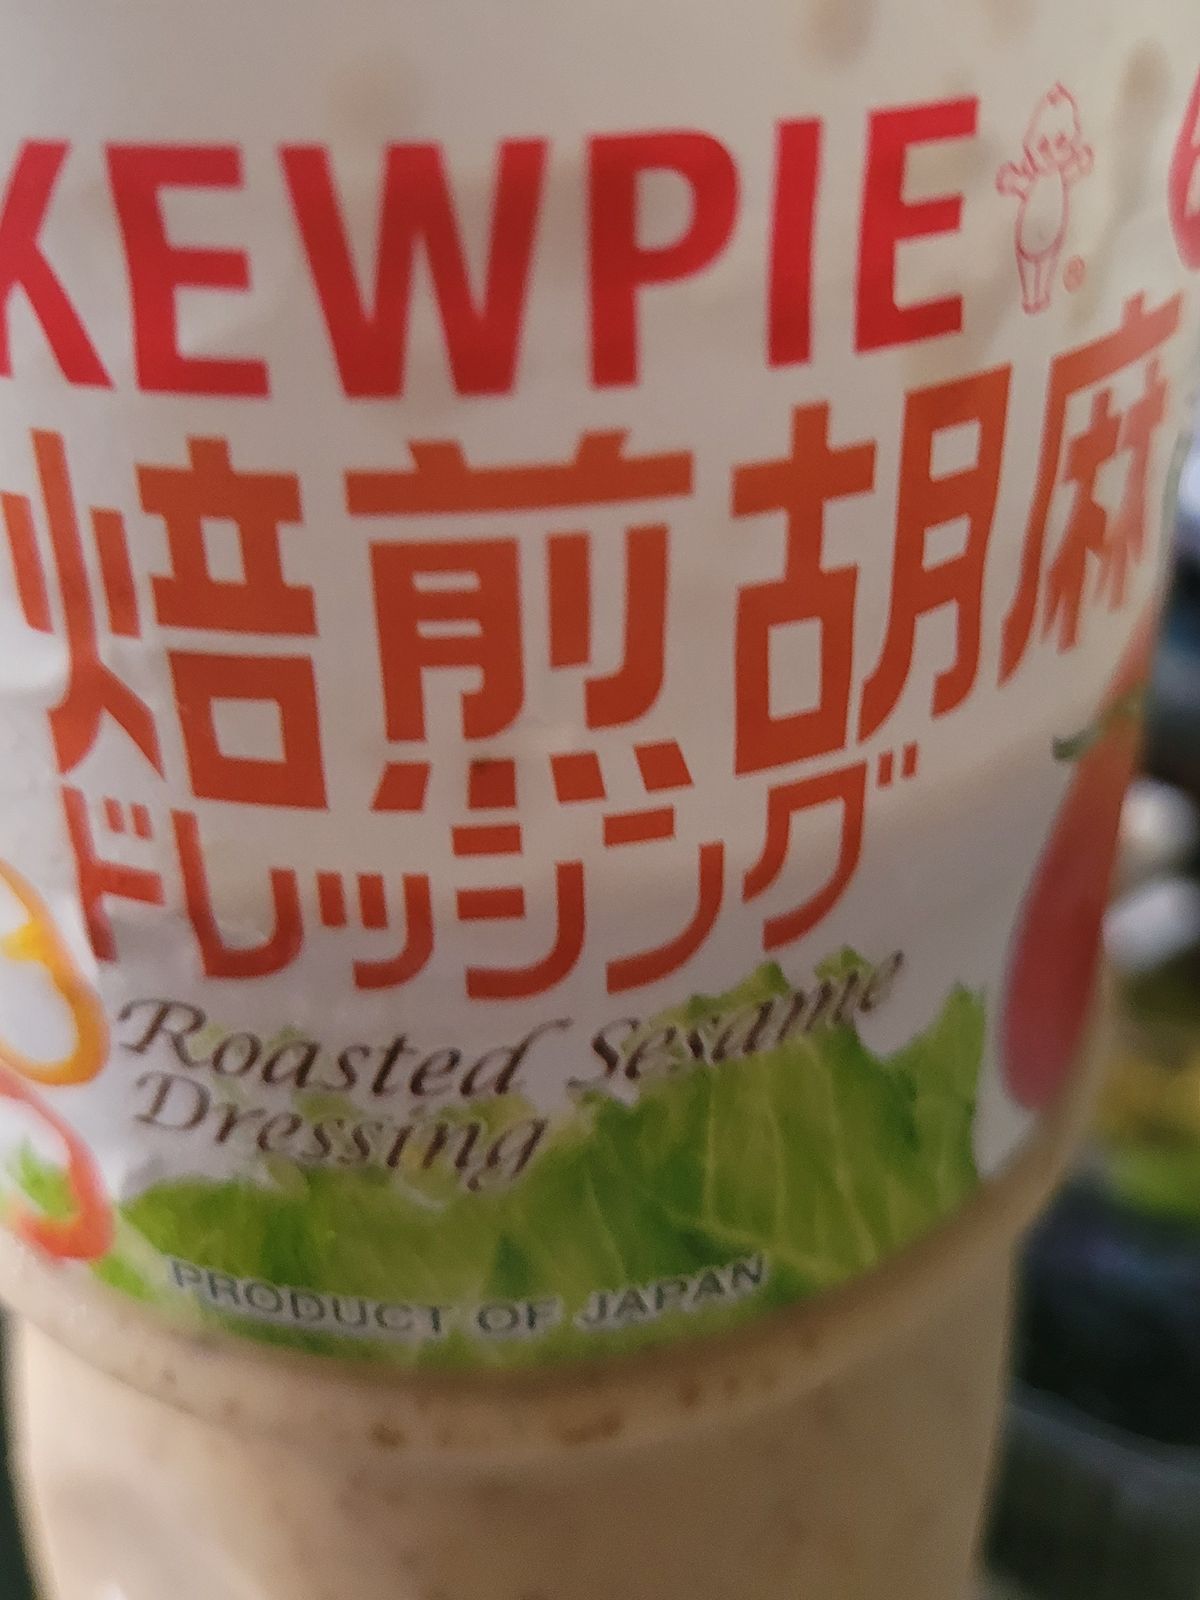 KEWPIE ®
焙煎胡麻
ドレッシング
Roasted Sesame
Dressing
PRODUCT OF JAPAN